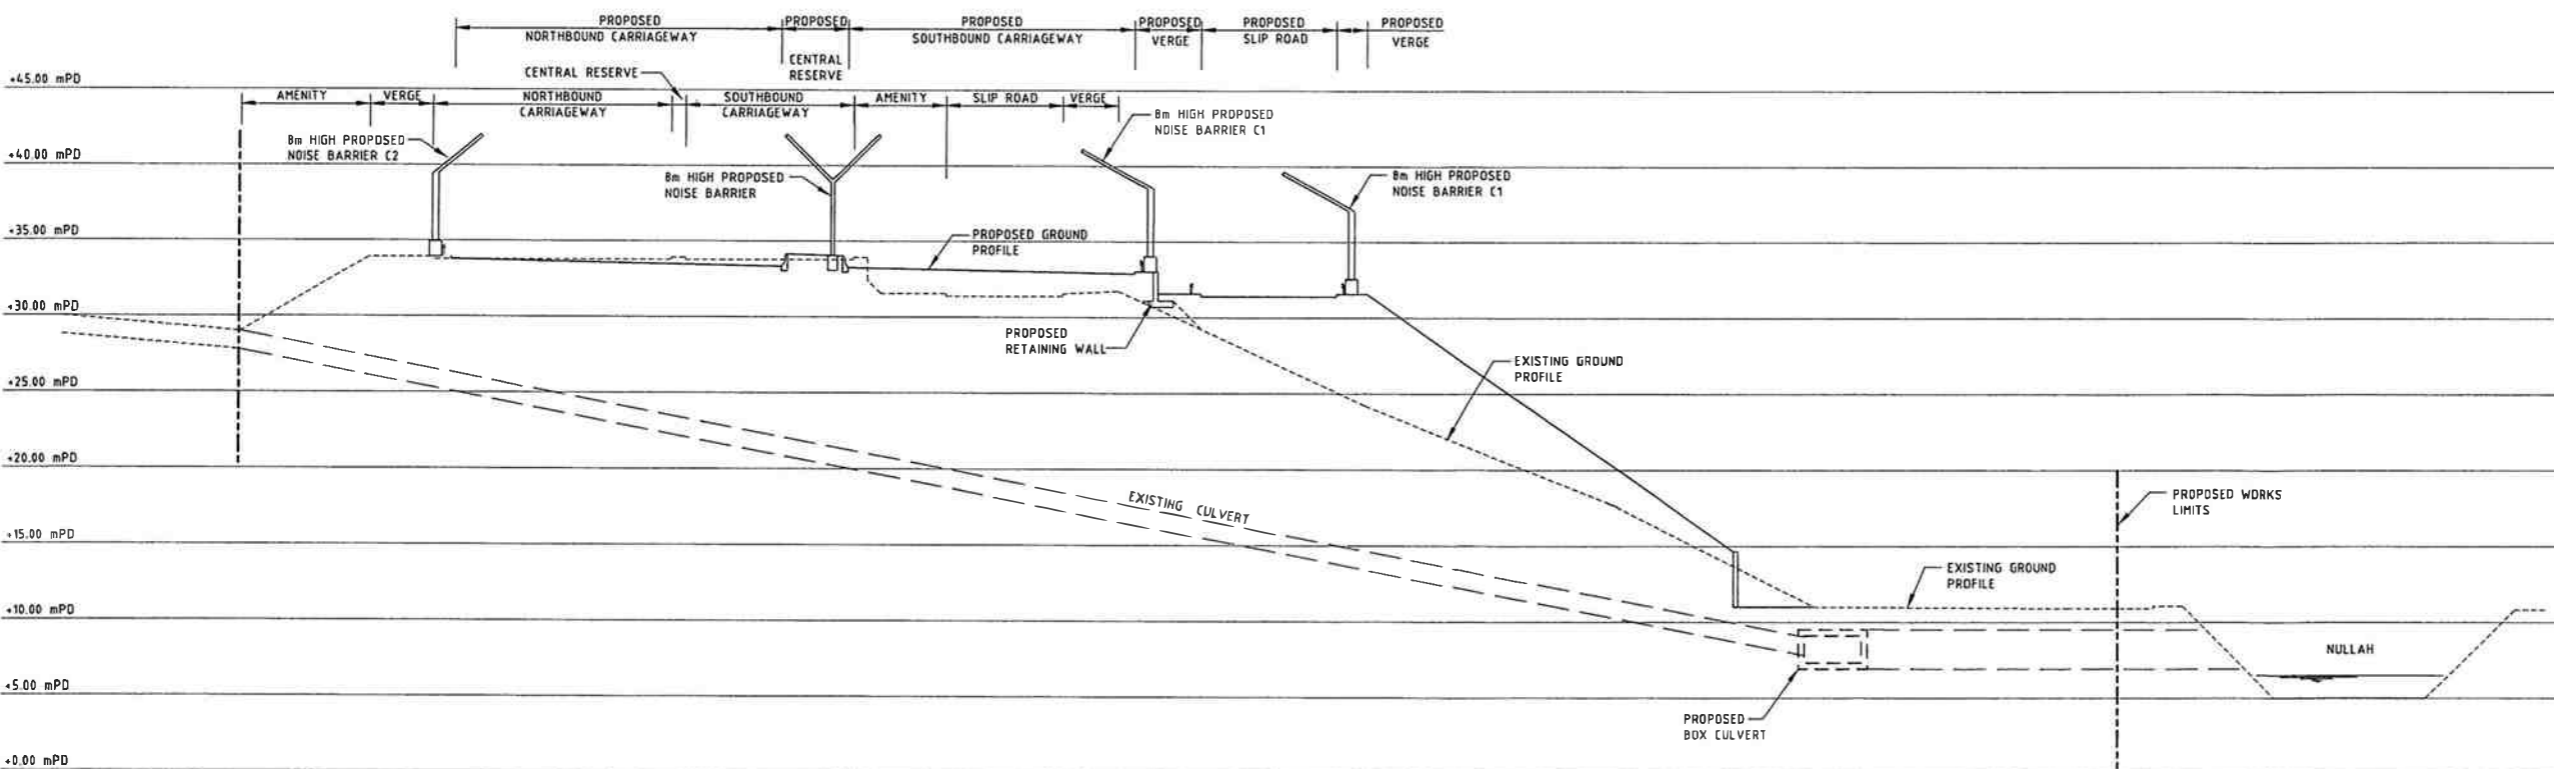 PROPOSED
NORTHBOUND CARRIAGEWAY
PROPOSED
CENTRAL
RESERVE
PROPOSED
SOUTHBOUND CARRIAGEWAY
PROPOSED
VERGE
PROPOSED
SLIP ROAD
PROPOSED
VERGE
+45.00 mPD
CENTRAL RESERVE
AMENITY
VERGE
NORTHBOUND
CARRIAGEWAY
SOUTHBOUND
CARRIAGEWAY
AMENITY
SLIP ROAD
VERGE
8m HIGH PROPOSED
NOISE BARRIER C2
8m HIGH PROPOSED
NOISE BARRIER
8m HIGH PROPOSED
NOISE BARRIER C1
8m HIGH PROPOSED
NOISE BARRIER C1
+40.00 mPD
+35.00 mPD
PROPOSED GROUND
PROFILE
+30.00 mPD
PROPOSED
RETAINING WALL
EXISTING GROUND
PROFILE
+25.00 mPD
+20.00 mPD
EXISTING CULVERT
PROPOSED WORKS
LIMITS
+15.00 mPD
EXISTING GROUND
PROFILE
+10.00 mPD
NULLAH
+5.00 mPD
PROPOSED
BOX CULVERT
+0.00 mPD